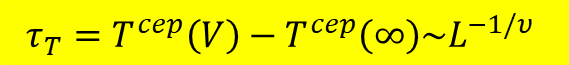 τ_T = T^{cep}(V) − T^{cep}(∞)~L^{−1/υ}